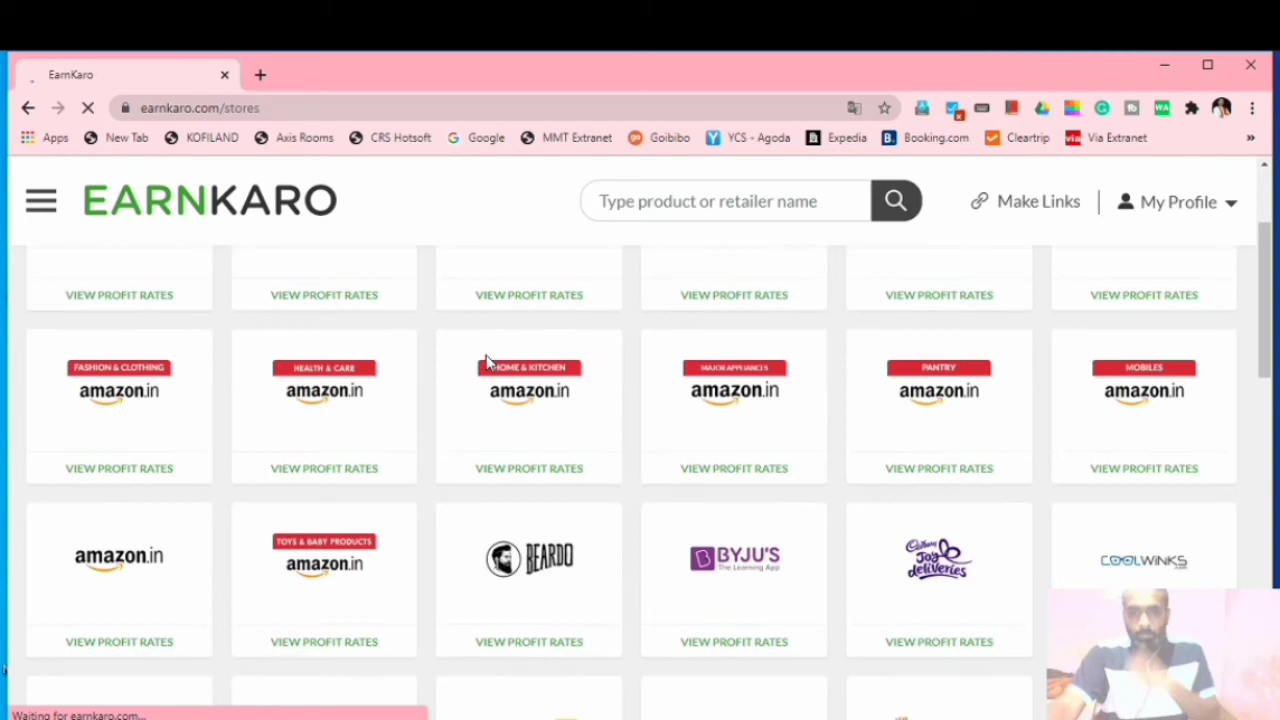 EarnKaro
earnkaro.com/stores
Apps New Tab KOFILAND Axis Rooms CRS Hotsoft Google MMT Extranet Goibibo YCS - Agoda Expedia Booking.com Cleartrip Via Extranet
EARNKARO Type product or retailer name Make Links My Profile
VIEW PROFIT RATES VIEW PROFIT RATES VIEW PROFIT RATES VIEW PROFIT RATES VIEW PROFIT RATES VIEW PROFIT RATES
FASHION & CLOTHING HEALTH & CARE HOME & KITCHEN MAJOR APPLIANCES PANTRY MOBILES
amazon.in amazon.in amazon.in amazon.in amazon.in amazon.in
VIEW PROFIT RATES VIEW PROFIT RATES VIEW PROFIT RATES VIEW PROFIT RATES VIEW PROFIT RATES VIEW PROFIT RATES
TOYS & BABY PRODUCTS
amazon.in amazon.in BEARDO BYJU'S The Learning App Cadbury Joy deliveries COOLWINKS
VIEW PROFIT RATES VIEW PROFIT RATES VIEW PROFIT RATES VIEW PROFIT RATES VIEW PROFIT RATES
Waiting for earnkaro.com...